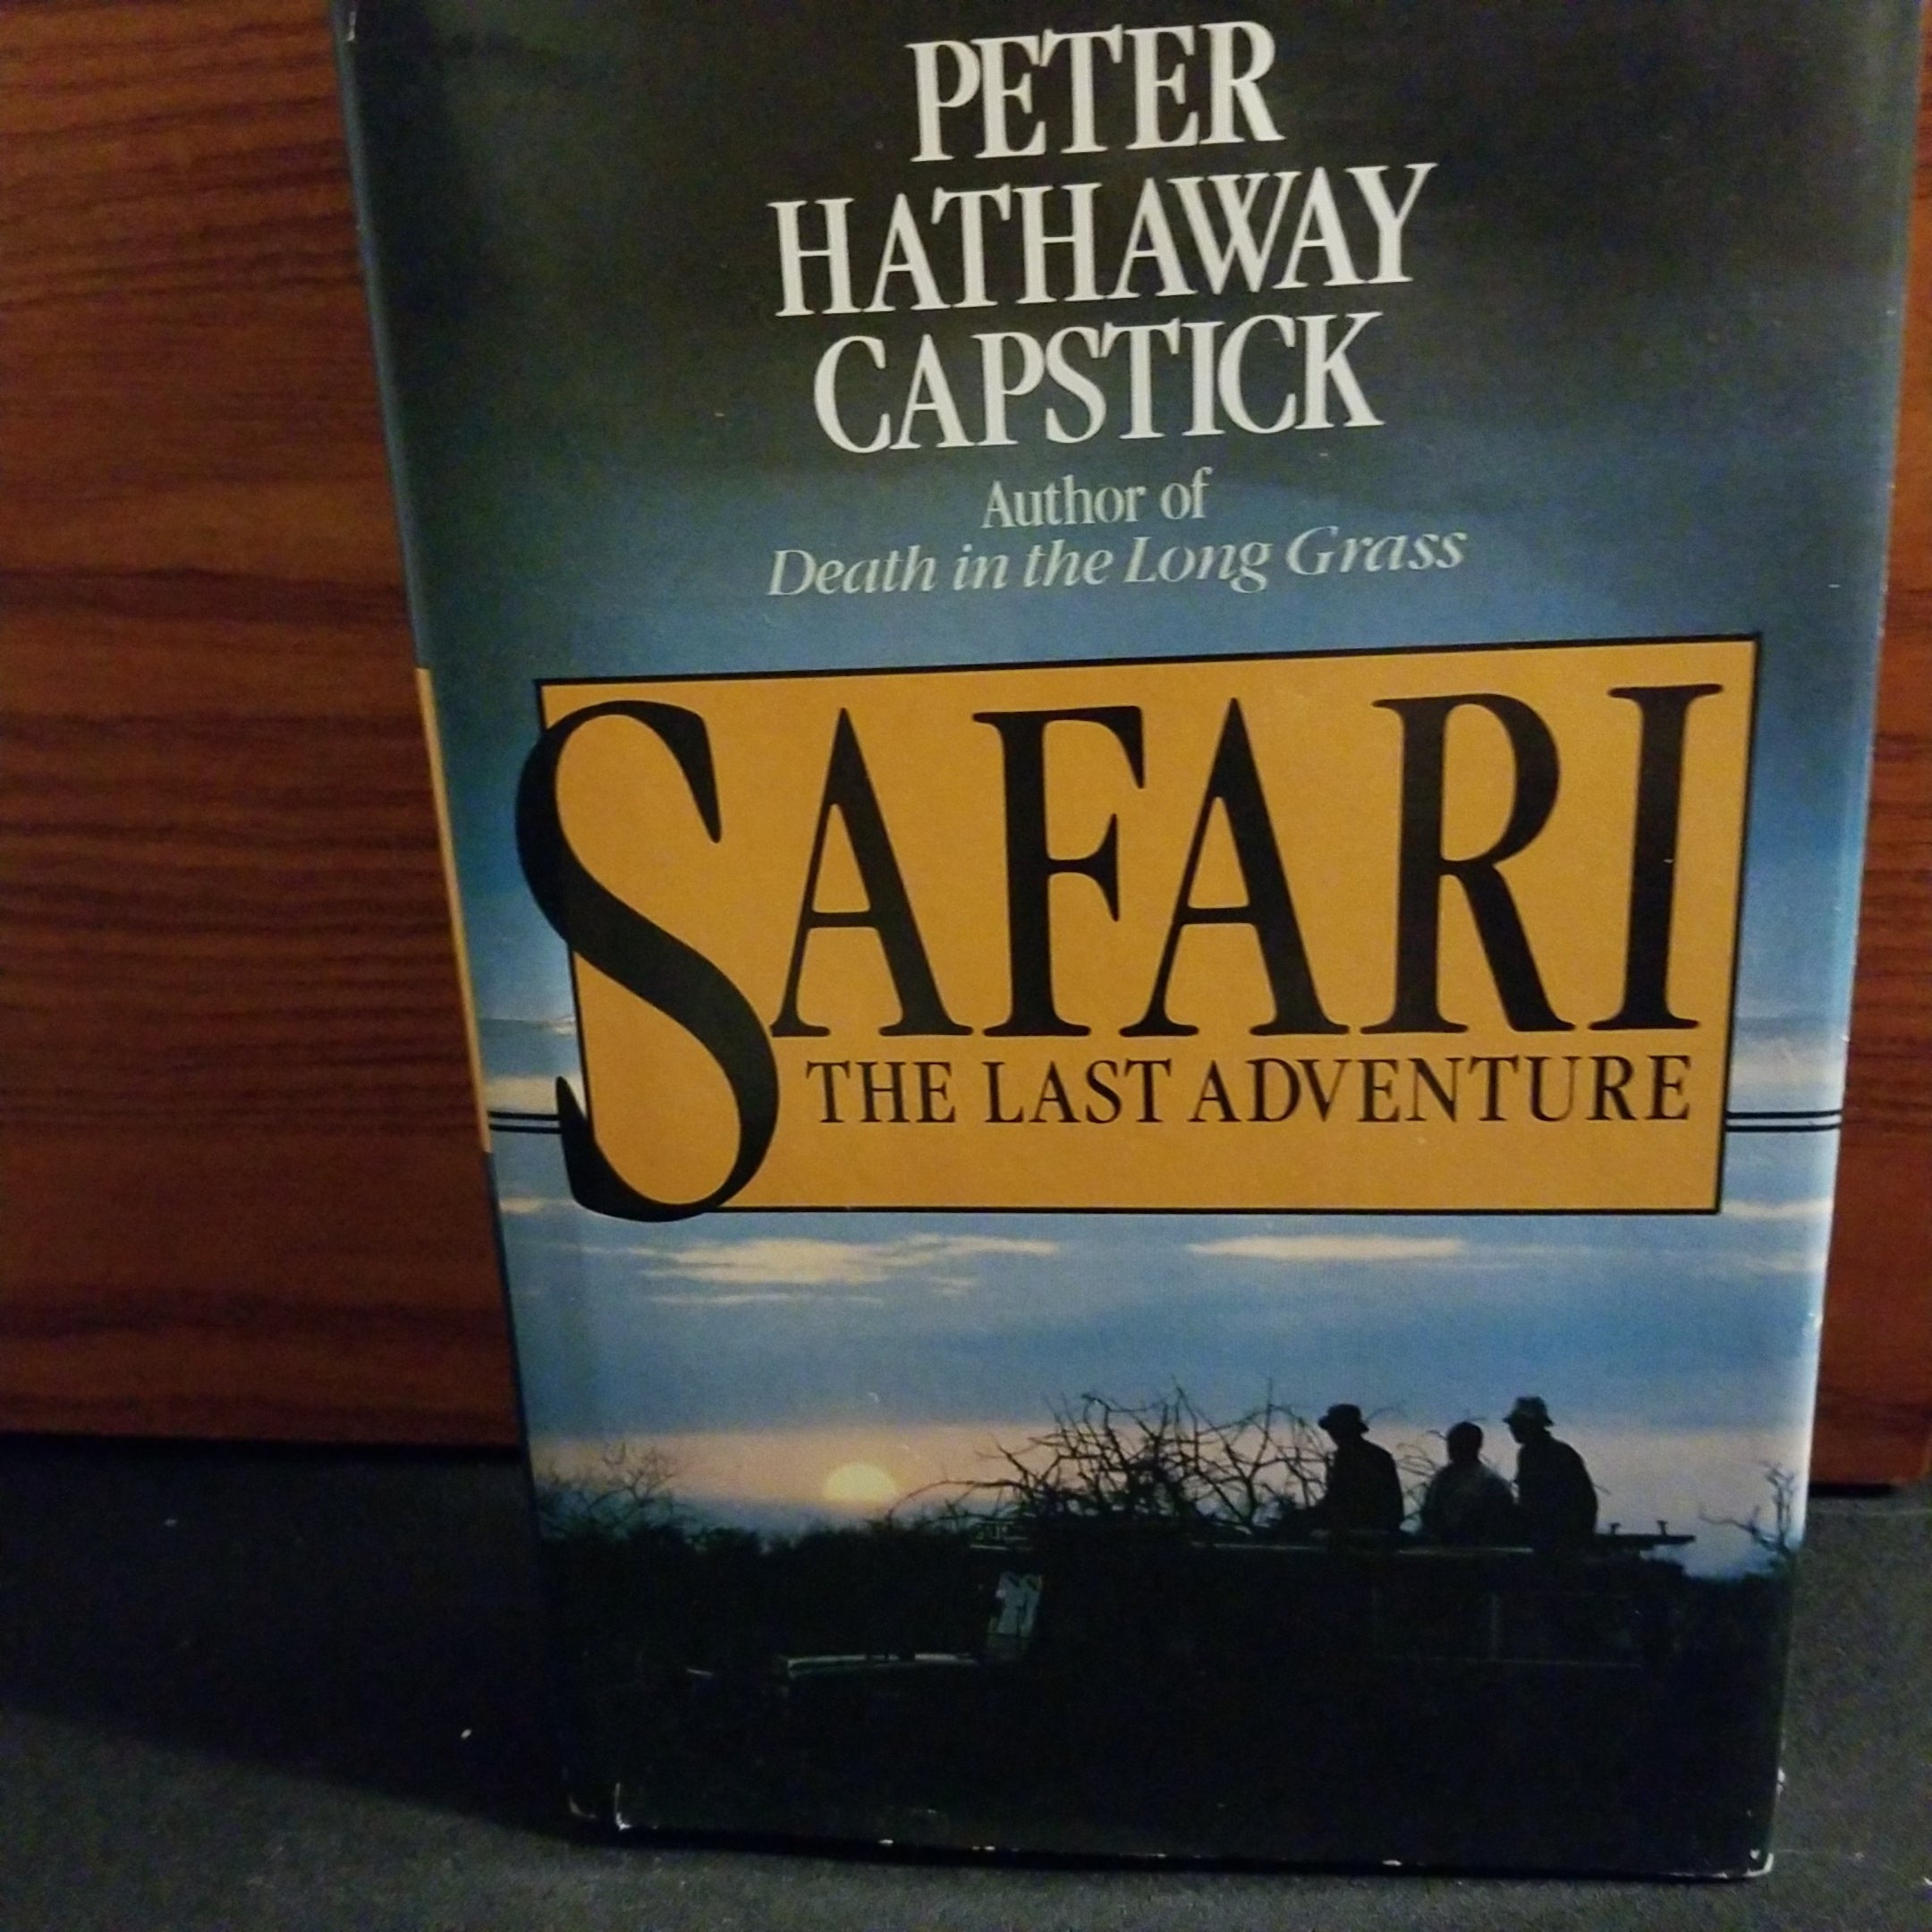 PETER
HATHAWAY
CAPSTICK
Author of
Death in the Long Grass
SAFARI
THE LAST ADVENTURE